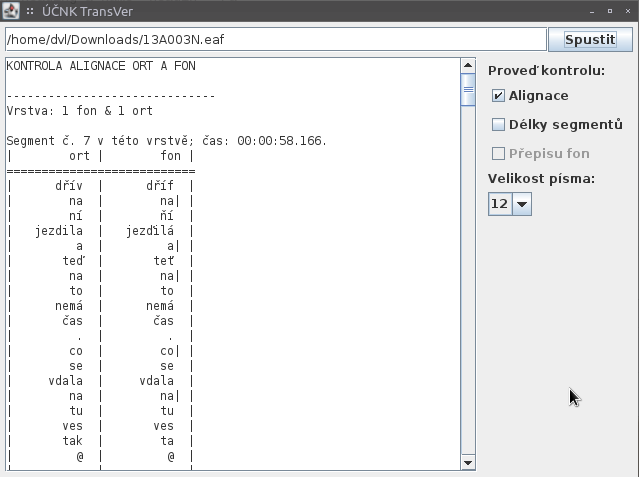 ÚČNK TransVer
/home/dvl/Downloads/13A003N.eaf
Spustit
KONTROLA ALIGNACE ORT A FON
------------------------------
Vrstva: 1 fon & 1 ort
Segment č. 7 v této vrstvě; čas: 00:00:58.166.
| ort | fon |
===========================
| dřív | dříf |
| na | na| |
| ní | ňí |
| jezdila | jezďilá |
| a | a| |
| teď | teť |
| na | na| |
| to | to |
| nemá | nemá |
| čas | čas |
| . | . |
| co | co| |
| se | se |
| vdala | vdala |
| na | na| |
| tu | tu |
| ves | ves |
| tak | ta |
| @ | @ |
Proveď kontrolu:
Alignace
Délky segmentů
Přepisu fon
Velikost písma:
12